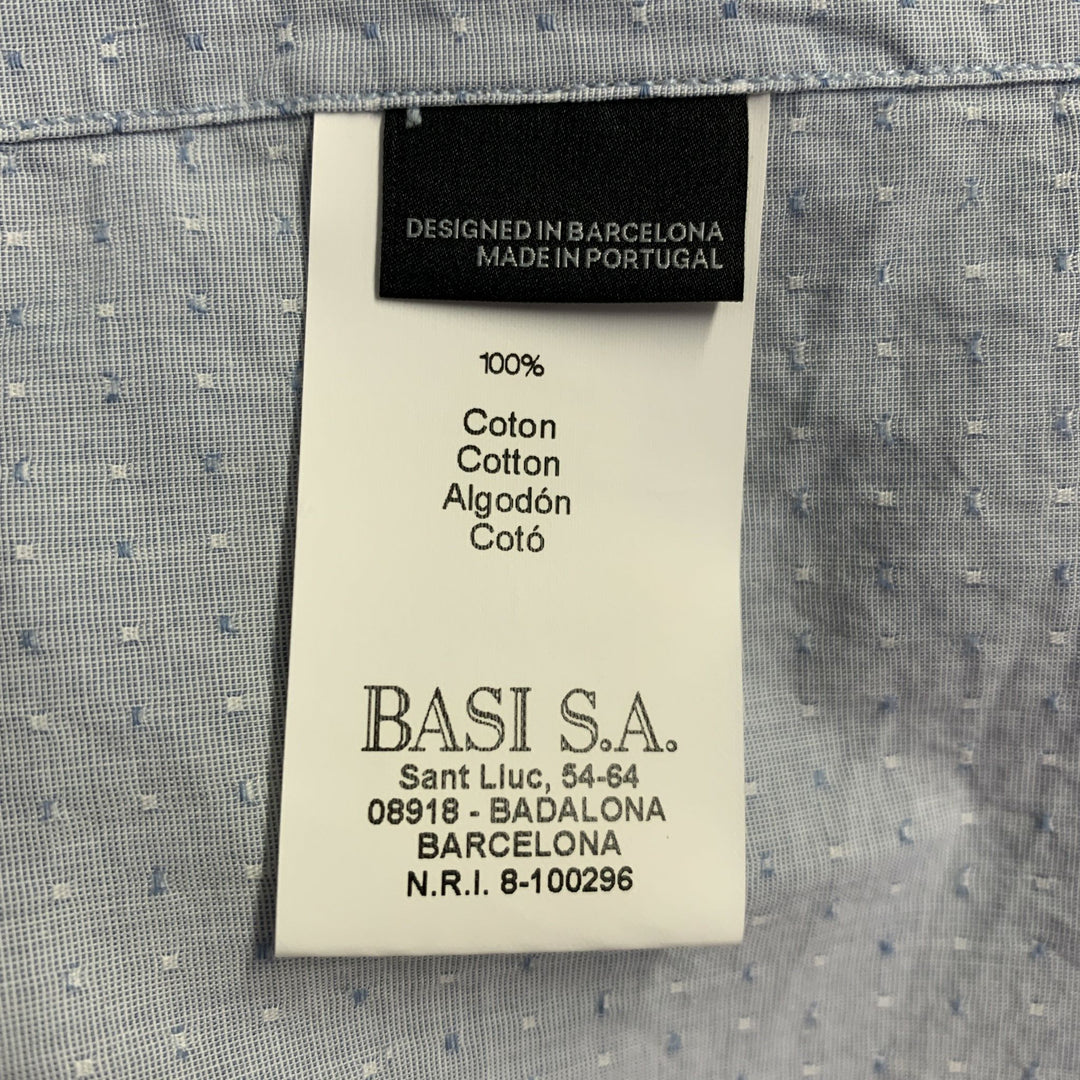 DESIGNED IN BARCELONA
MADE IN PORTUGAL
100%
Coton
Cotton
Algodón
Cotó
BASI S.A.
Sant Lluc, 54-64
08918 - BADALONA
BARCELONA
N.R.I. 8-100296